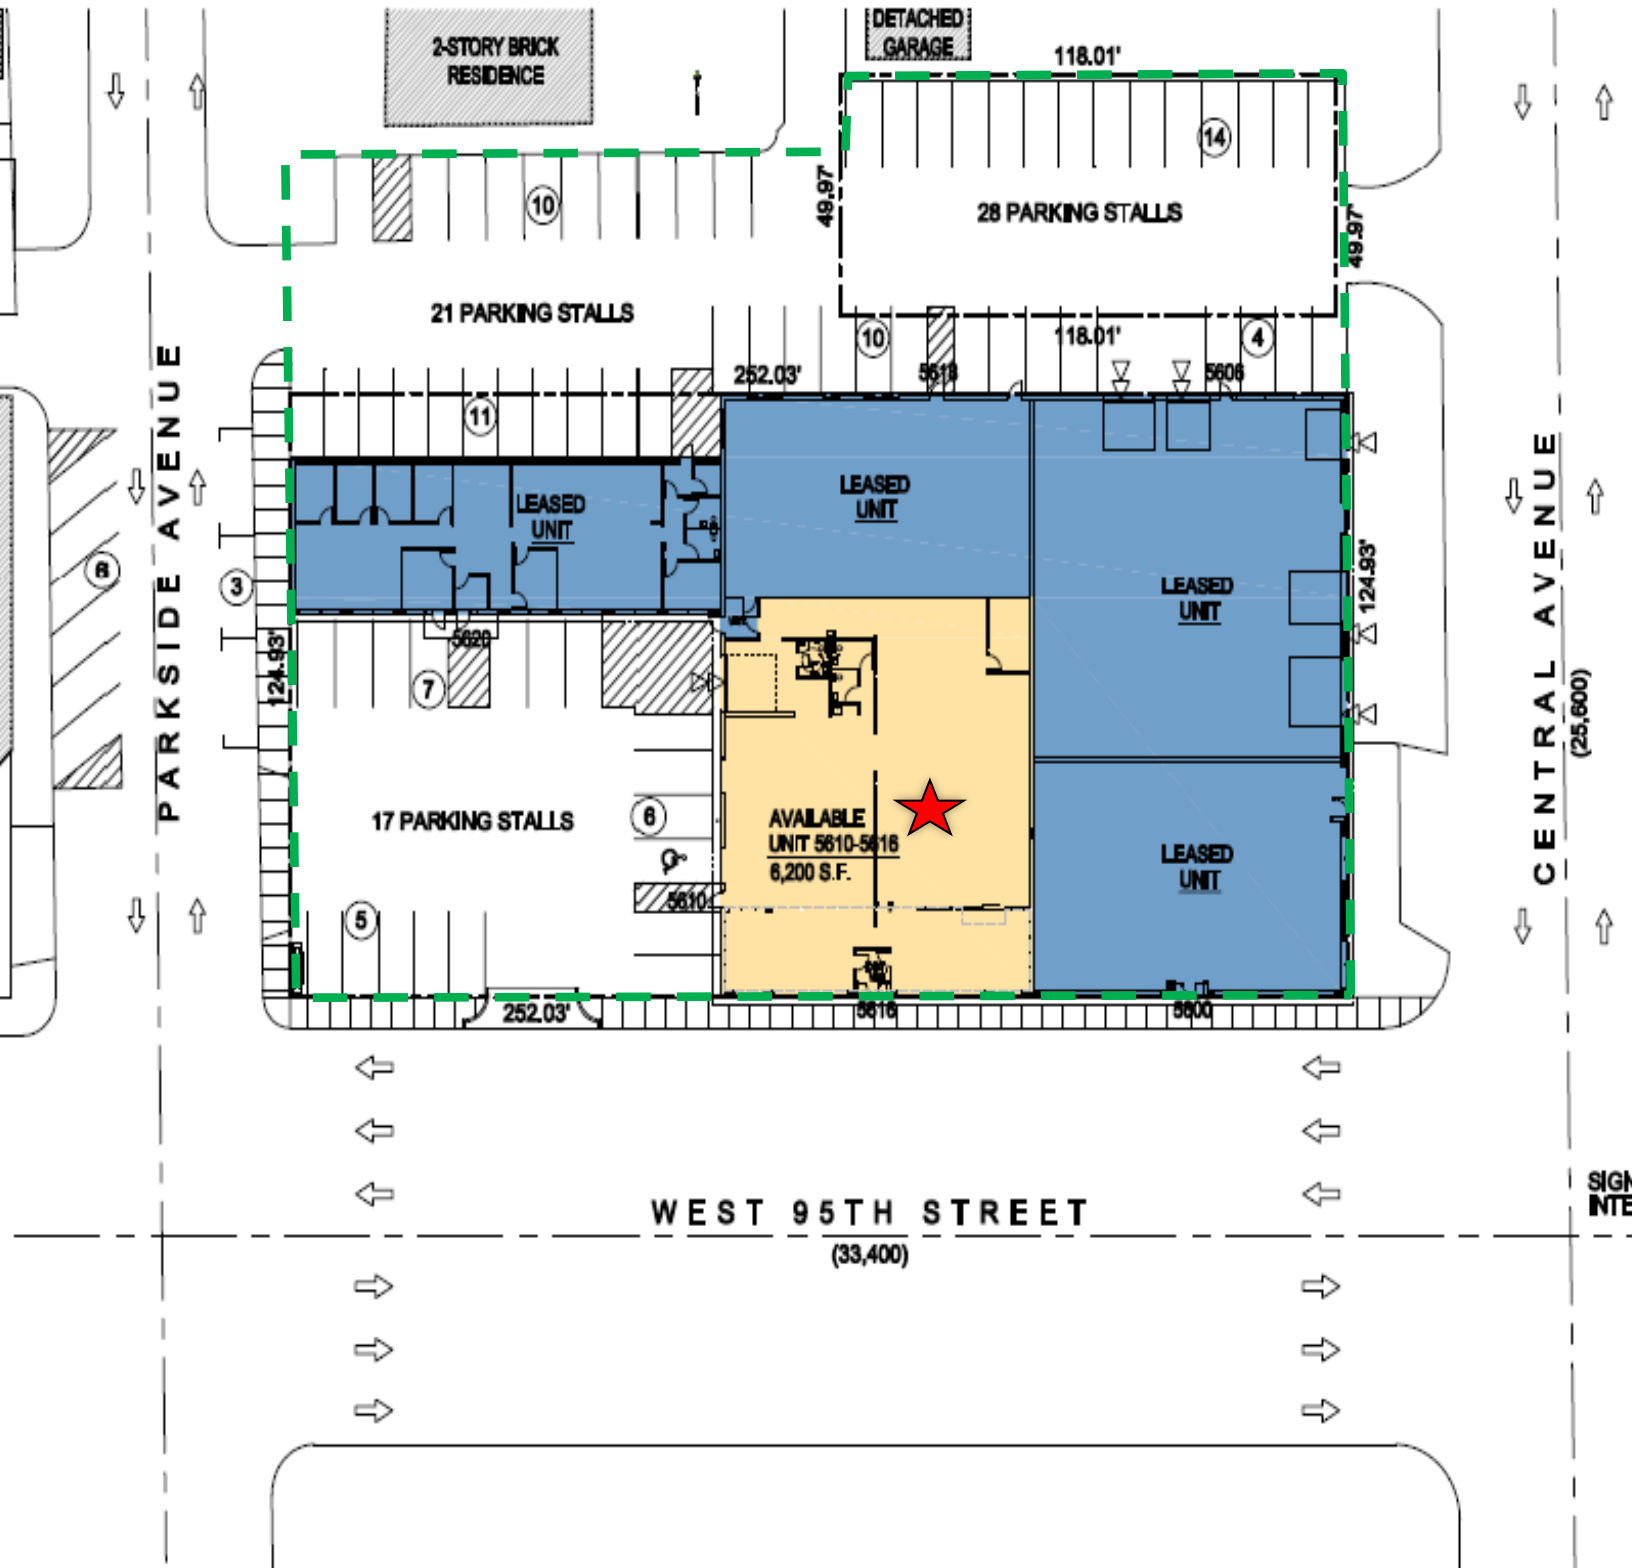 2-STORY BRICK
RESIDENCE
DETACHED
GARAGE
118.01'
14
49.97'
28 PARKING STALLS
49.97'
10
21 PARKING STALLS
10
118.01'
4
252.03'
5618
5606
11
LEASED
UNIT
LEASED
UNIT
LEASED
UNIT
PARKSIDE AVENUE
3
124.93'
5620
7
124.93'
CENTRAL AVENUE
(25,600)
17 PARKING STALLS
6
AVAILABLE
UNIT 5610-5616
6,200 S.F.
5610
LEASED
UNIT
5
252.03'
5616
5600
WEST 95TH STREET
(33,400)
SIGN
INTE